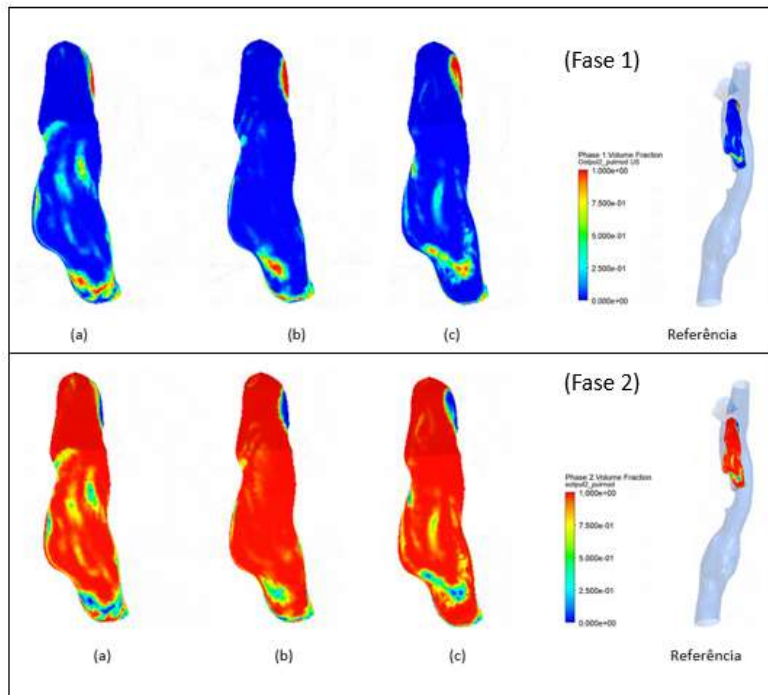 (Fase 1)
Phase 1.Volume Fraction
1.000e+00
7.500e-01
5.000e-01
2.500e-01
0.000e+00
(a)
(b)
(c)
Referência
(Fase 2)
Phase 2.Volume Fraction
1.000e+00
7.500e-01
5.000e-01
2.500e-01
0.000e+00
(a)
(b)
(c)
Referência